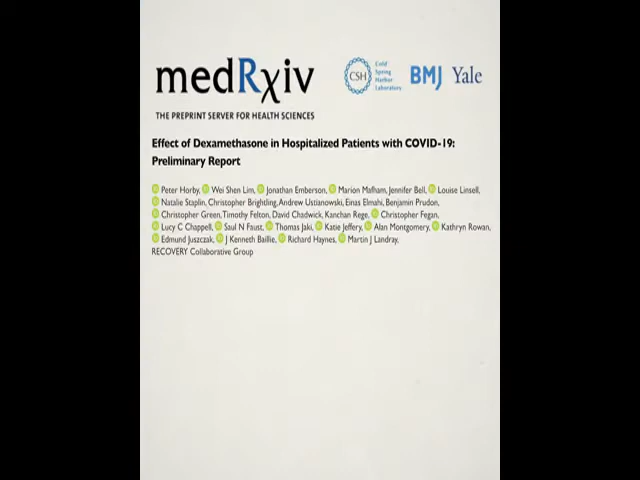 medRxiv
CSH Cold Spring Harbor Laboratory BMJ Yale
THE PREPRINT SERVER FOR HEALTH SCIENCES
Effect of Dexamethasone in Hospitalized Patients with COVID-19:
Preliminary Report
Peter Horby, Wei Shen Lim, Jonathan Emberson, Marion Mafham, Jennifer Bell, Louise Linsell,
Natalie Staplin, Christopher Brightling, Andrew Ustianowski, Einas Elmahi, Benjamin Prudon,
Christopher Green, Timothy Felton, David Chadwick, Kanchan Rege, Christopher Fegan,
Lucy C Chappell, Saul N Faust, Thomas Jaki, Katie Jeffery, Alan Montgomery, Kathryn Rowan,
Edmund Juszczak, J Kenneth Baillie, Richard Haynes, Martin J Landray,
RECOVERY Collaborative Group